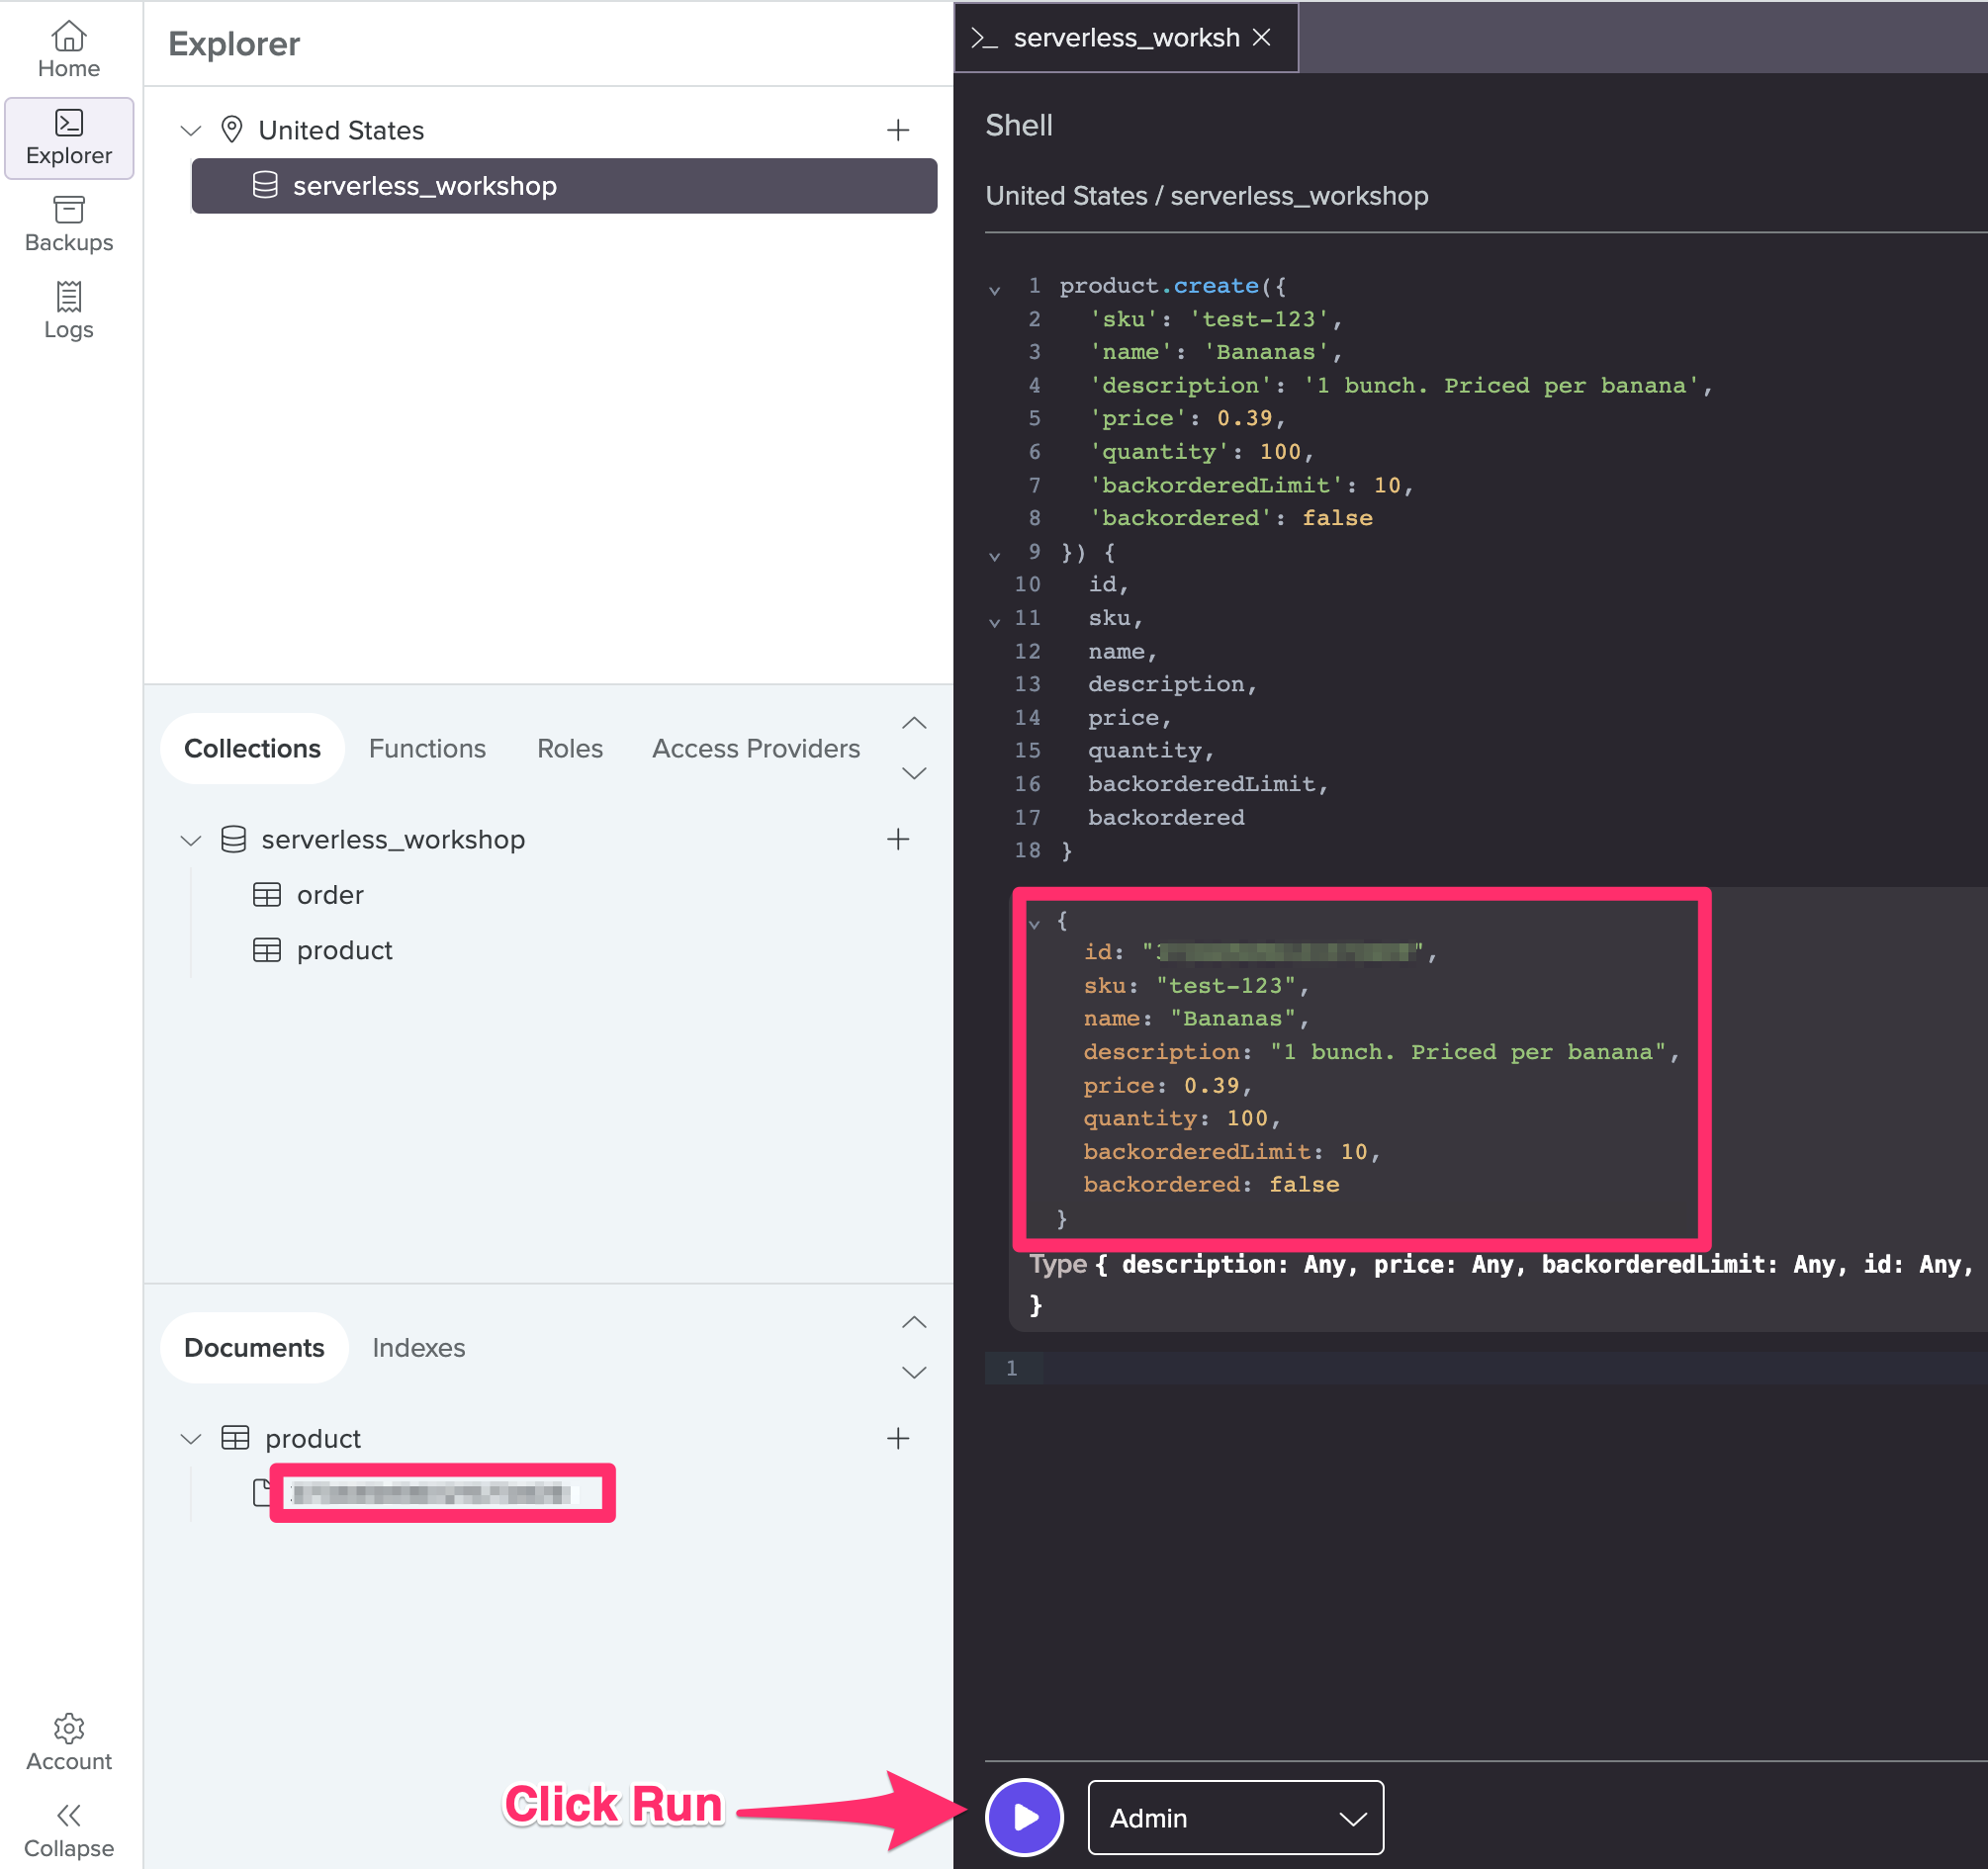 Home
Explorer
Backups
Logs
Account
Collapse
Explorer
United States
serverless_workshop
Collections Functions Roles Access Providers
serverless_workshop
order
product
Documents Indexes
product
Click Run
serverless_worksh
Shell
United States / serverless_workshop
1 product.create({
2 'sku': 'test-123',
3 'name': 'Bananas',
4 'description': '1 bunch. Priced per banana',
5 'price': 0.39,
6 'quantity': 100,
7 'backorderedLimit': 10,
8 'backordered': false
9 }) {
10 id,
11 sku,
12 name,
13 description,
14 price,
15 quantity,
16 backorderedLimit,
17 backordered
18 }
{
id: "",
sku: "test-123",
name: "Bananas",
description: "1 bunch. Priced per banana",
price: 0.39,
quantity: 100,
backorderedLimit: 10,
backordered: false
}
Type { description: Any, price: Any, backorderedLimit: Any, id: Any,
}
1
Admin